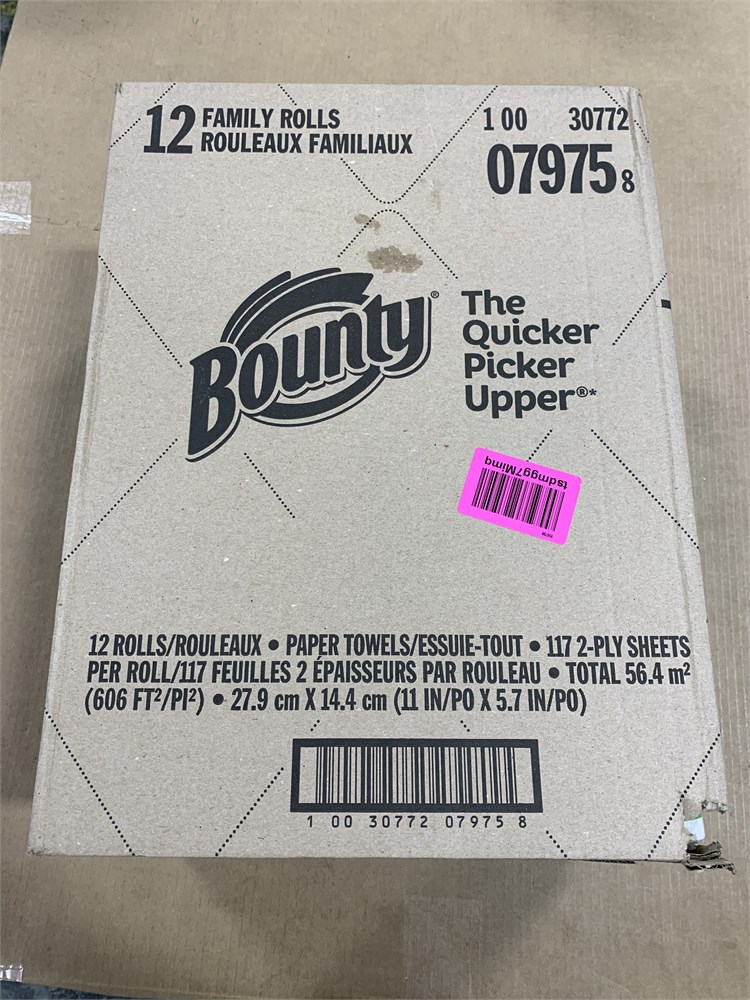 12 FAMILY ROLLS
ROULEAUX FAMILIAUX
1 00 30772
07975 8
Bounty®
The
Quicker
Picker
Upper®*
tsdmgg7Mimq
12 ROLLS/ROULEAUX • PAPER TOWELS/ESSUIE-TOUT • 117 2-PLY SHEETS
PER ROLL/117 FEUILLES 2 ÉPAISSEURS PAR ROULEAU • TOTAL 56.4 m²
(606 FT²/PI²) • 27.9 cm X 14.4 cm (11 IN/PO X 5.7 IN/PO)
1 00 30772 07975 8